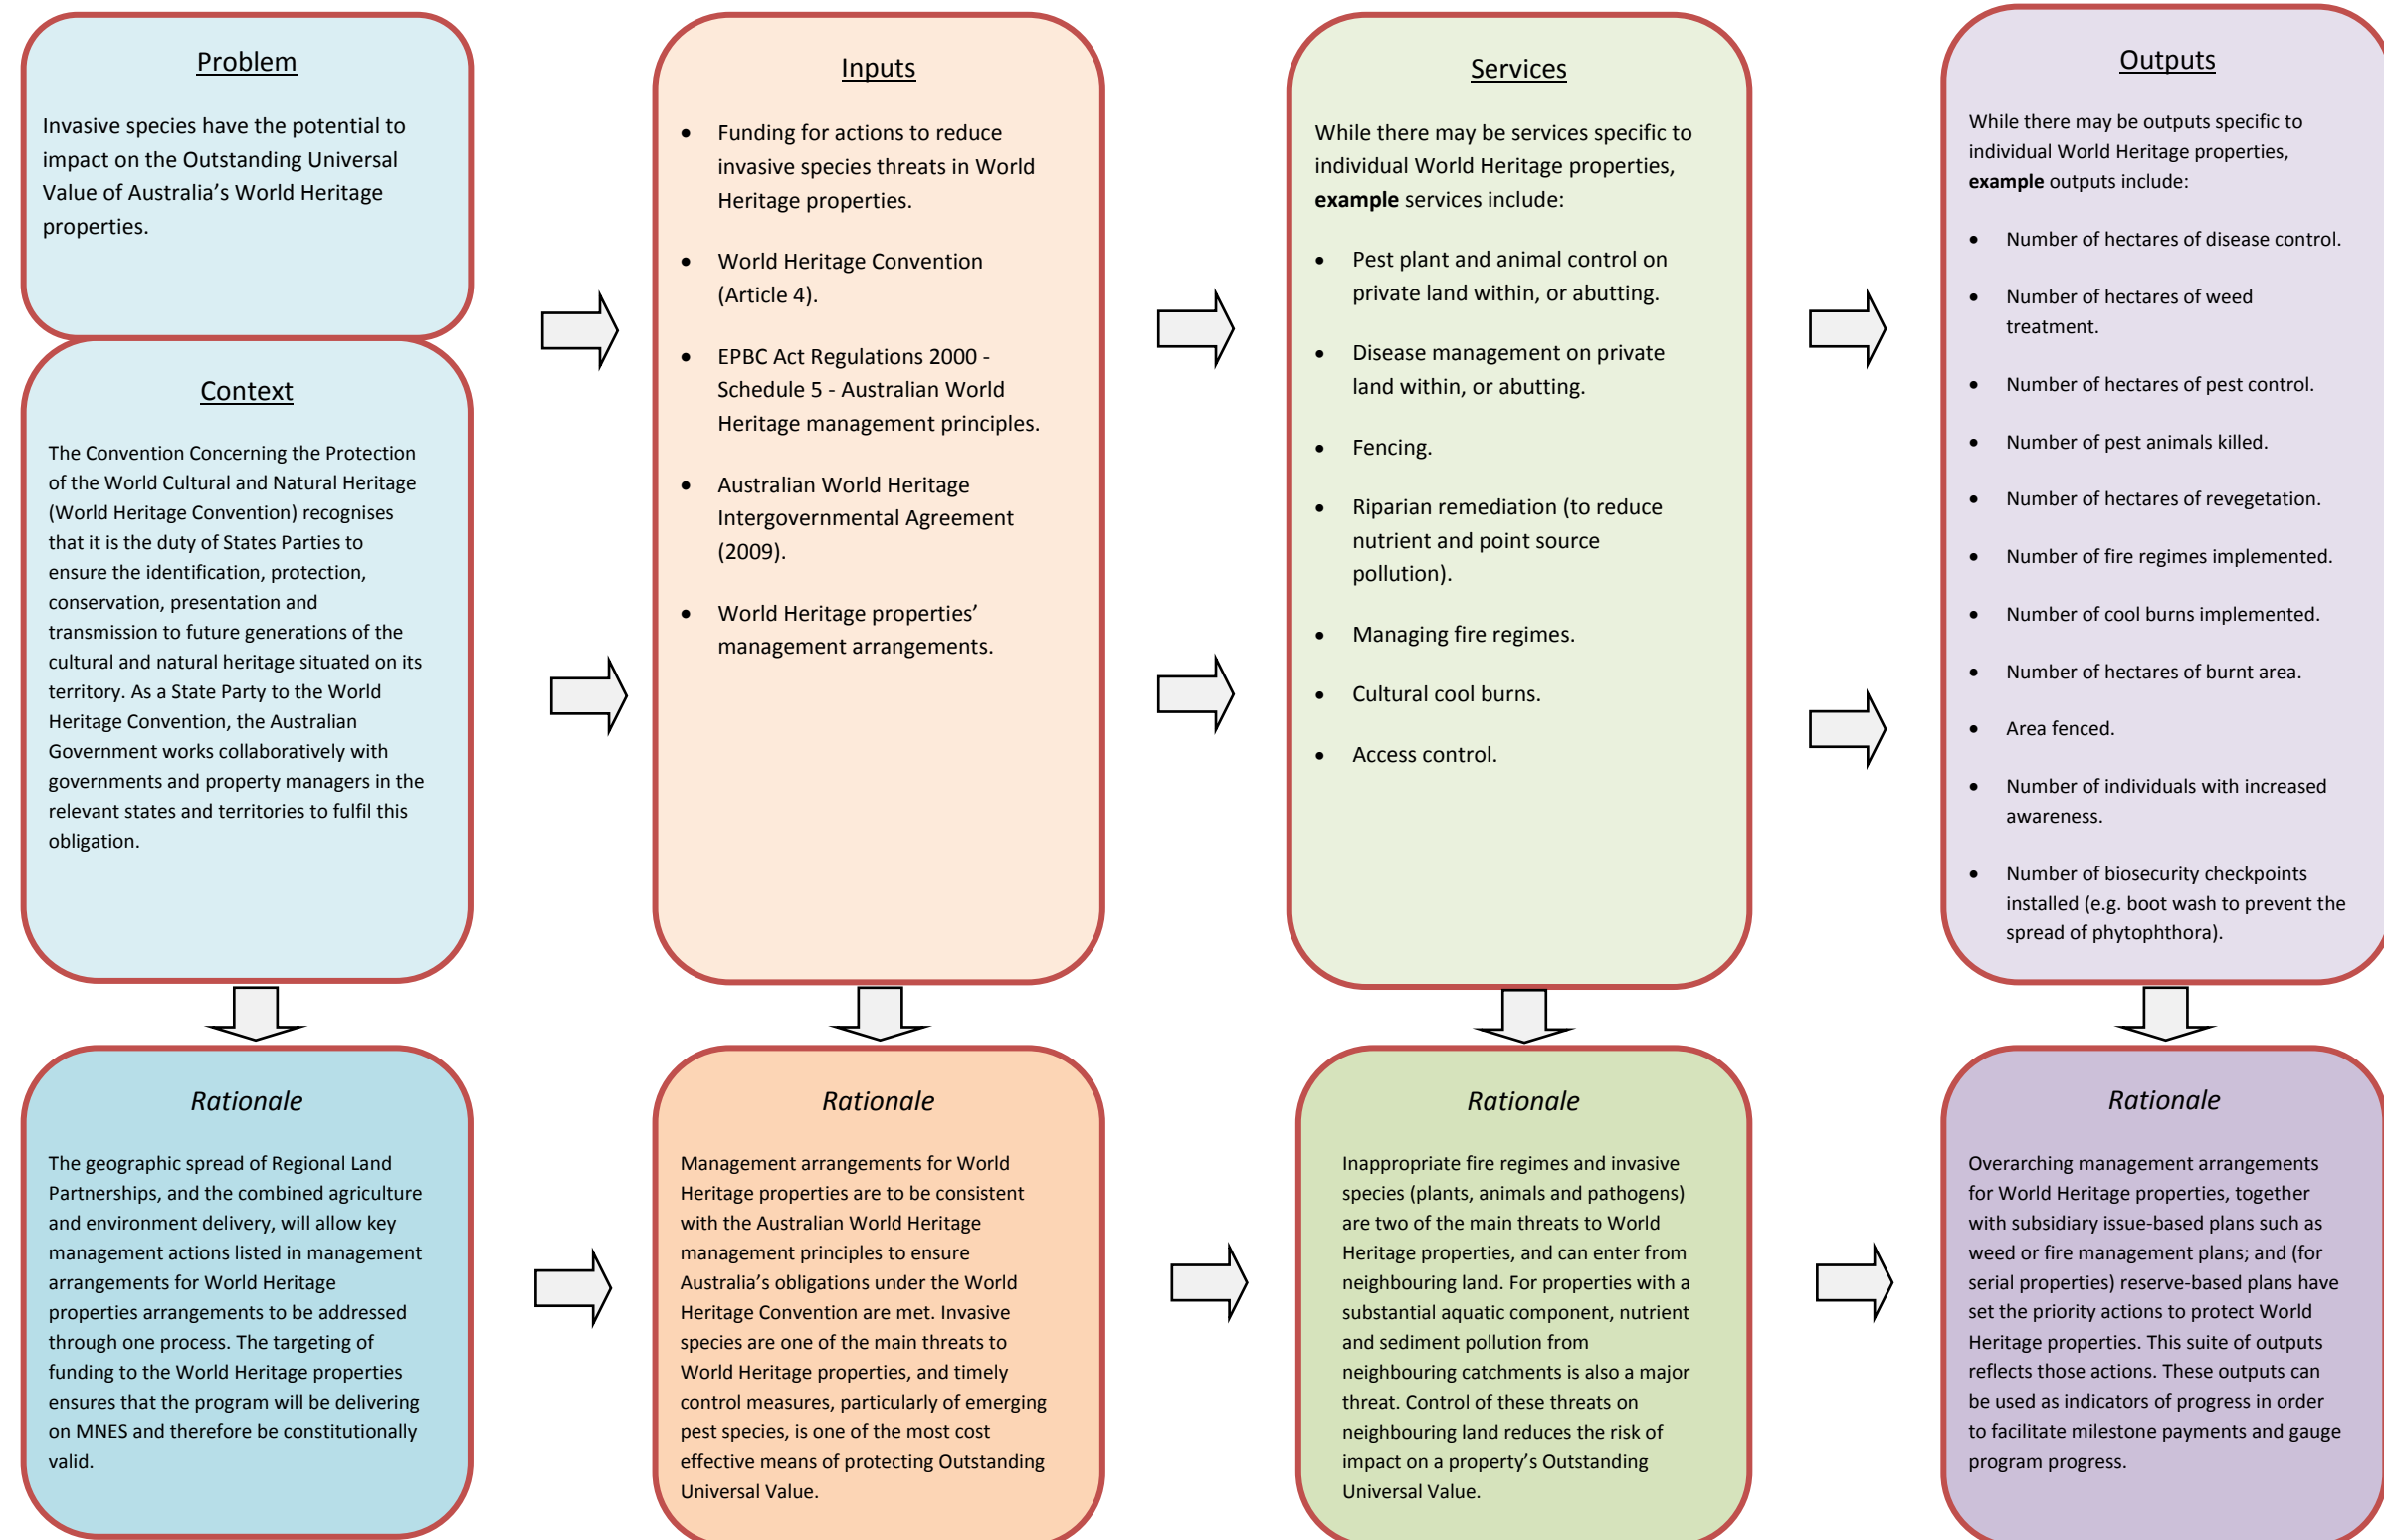 Problem
Invasive species have the potential to
impact on the Outstanding Universal
Value of Australia’s World Heritage
properties.
Context
The Convention Concerning the Protection
of the World Cultural and Natural Heritage
(World Heritage Convention) recognises
that it is the duty of States Parties to
ensure the identification, protection,
conservation, presentation and
transmission to future generations of the
cultural and natural heritage situated on its
territory. As a State Party to the World
Heritage Convention, the Australian
Government works collaboratively with
governments and property managers in the
relevant states and territories to fulfil this
obligation.
Inputs
• Funding for actions to reduce
invasive species threats in World
Heritage properties.
• World Heritage Convention
(Article 4).
• EPBC Act Regulations 2000 -
Schedule 5 - Australian World
Heritage management principles.
• Australian World Heritage
Intergovernmental Agreement
(2009).
• World Heritage properties’
management arrangements.
Services
While there may be services specific to
individual World Heritage properties,
example services include:
• Pest plant and animal control on
private land within, or abutting.
• Disease management on private
land within, or abutting.
• Fencing.
• Riparian remediation (to reduce
nutrient and point source
pollution).
• Managing fire regimes.
• Cultural cool burns.
• Access control.
Outputs
While there may be outputs specific to
individual World Heritage properties,
example outputs include:
• Number of hectares of disease control.
• Number of hectares of weed
treatment.
• Number of hectares of pest control.
• Number of pest animals killed.
• Number of hectares of revegetation.
• Number of fire regimes implemented.
• Number of cool burns implemented.
• Number of hectares of burnt area.
• Area fenced.
• Number of individuals with increased
awareness.
• Number of biosecurity checkpoints
installed (e.g. boot wash to prevent the
spread of phytophthora).
Rationale
The geographic spread of Regional Land
Partnerships, and the combined agriculture
and environment delivery, will allow key
management actions listed in management
arrangements for World Heritage
properties arrangements to be addressed
through one process. The targeting of
funding to the World Heritage properties
ensures that the program will be delivering
on MNES and therefore be constitutionally
valid.
Rationale
Management arrangements for World
Heritage properties are to be consistent
with the Australian World Heritage
management principles to ensure
Australia’s obligations under the World
Heritage Convention are met. Invasive
species are one of the main threats to
World Heritage properties, and timely
control measures, particularly of emerging
pest species, is one of the most cost
effective means of protecting Outstanding
Universal Value.
Rationale
Inappropriate fire regimes and invasive
species (plants, animals and pathogens)
are two of the main threats to World
Heritage properties, and can enter from
neighbouring land. For properties with a
substantial aquatic component, nutrient
and sediment pollution from
neighbouring catchments is also a major
threat. Control of these threats on
neighbouring land reduces the risk of
impact on a property’s Outstanding
Universal Value.
Rationale
Overarching management arrangements
for World Heritage properties, together
with subsidiary issue-based plans such as
weed or fire management plans; and (for
serial properties) reserve-based plans have
set the priority actions to protect World
Heritage properties. This suite of outputs
reflects those actions. These outputs can
be used as indicators of progress in order
to facilitate milestone payments and gauge
program progress.